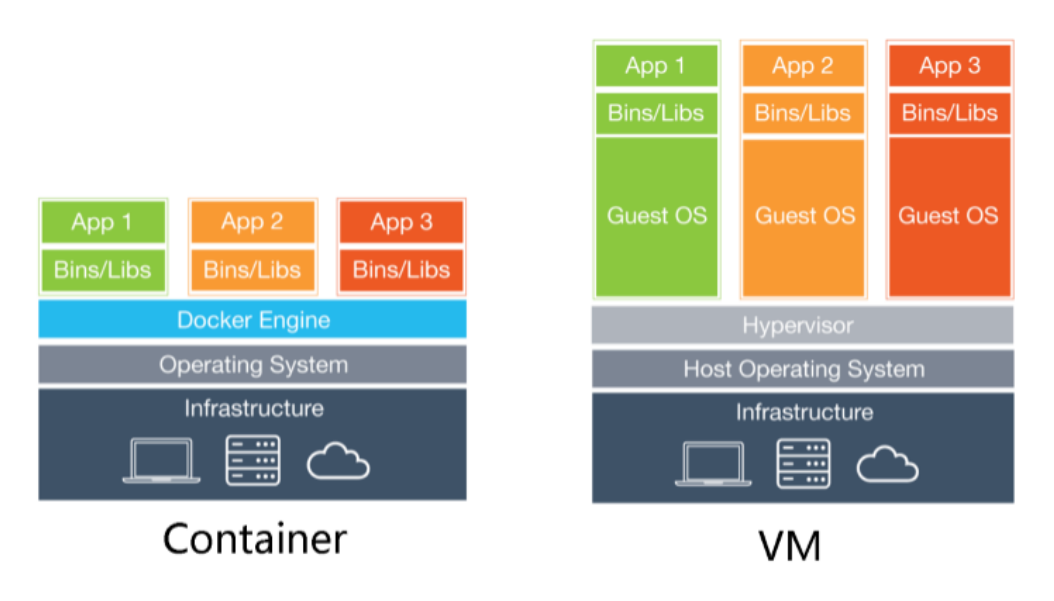 App 1
App 2
App 3
Bins/Libs
Bins/Libs
Bins/Libs
Docker Engine
Operating System
Infrastructure
Container
App 1
App 2
App 3
Bins/Libs
Bins/Libs
Bins/Libs
Guest OS
Guest OS
Guest OS
Hypervisor
Host Operating System
Infrastructure
VM